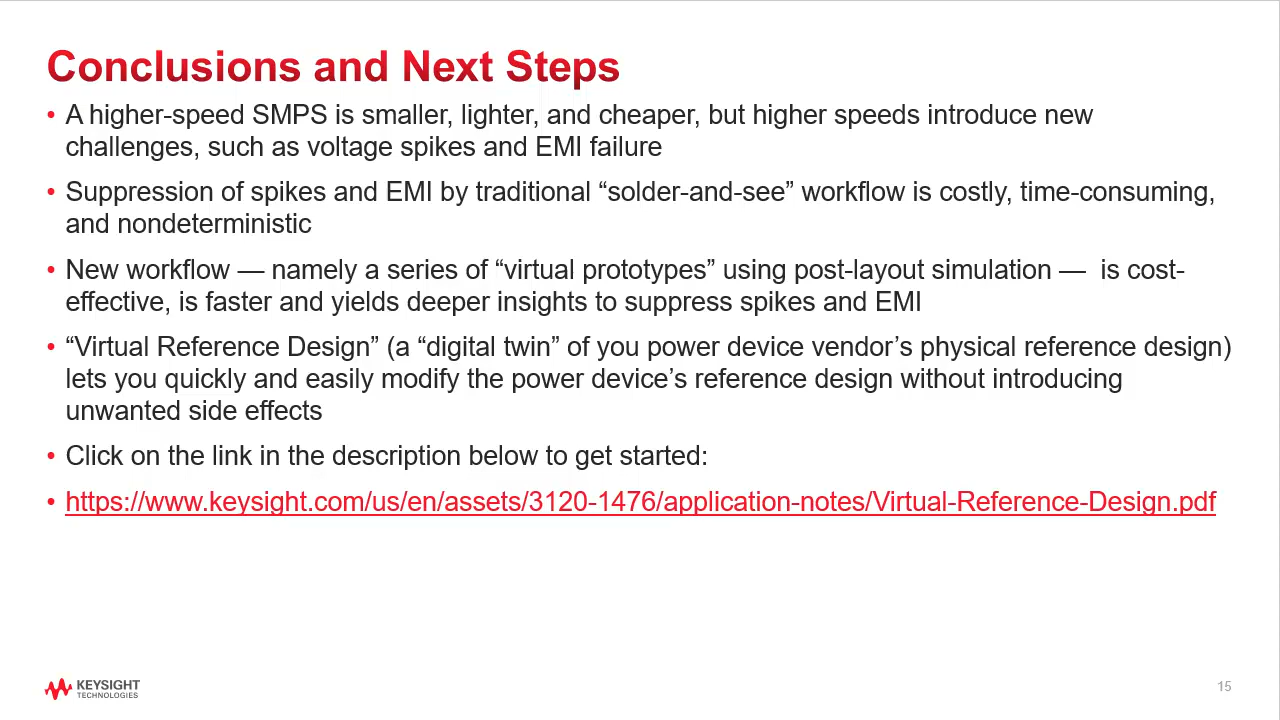 Conclusions and Next Steps
• A higher-speed SMPS is smaller, lighter, and cheaper, but higher speeds introduce new
challenges, such as voltage spikes and EMI failure
• Suppression of spikes and EMI by traditional “solder-and-see” workflow is costly, time-consuming,
and nondeterministic
• New workflow — namely a series of “virtual prototypes” using post-layout simulation —  is cost-
effective, is faster and yields deeper insights to suppress spikes and EMI
• “Virtual Reference Design” (a “digital twin” of you power device vendor’s physical reference design)
lets you quickly and easily modify the power device’s reference design without introducing
unwanted side effects
• Click on the link in the description below to get started:
• https://www.keysight.com/us/en/assets/3120-1476/application-notes/Virtual-Reference-Design.pdf
KEYSIGHT
TECHNOLOGIES
15